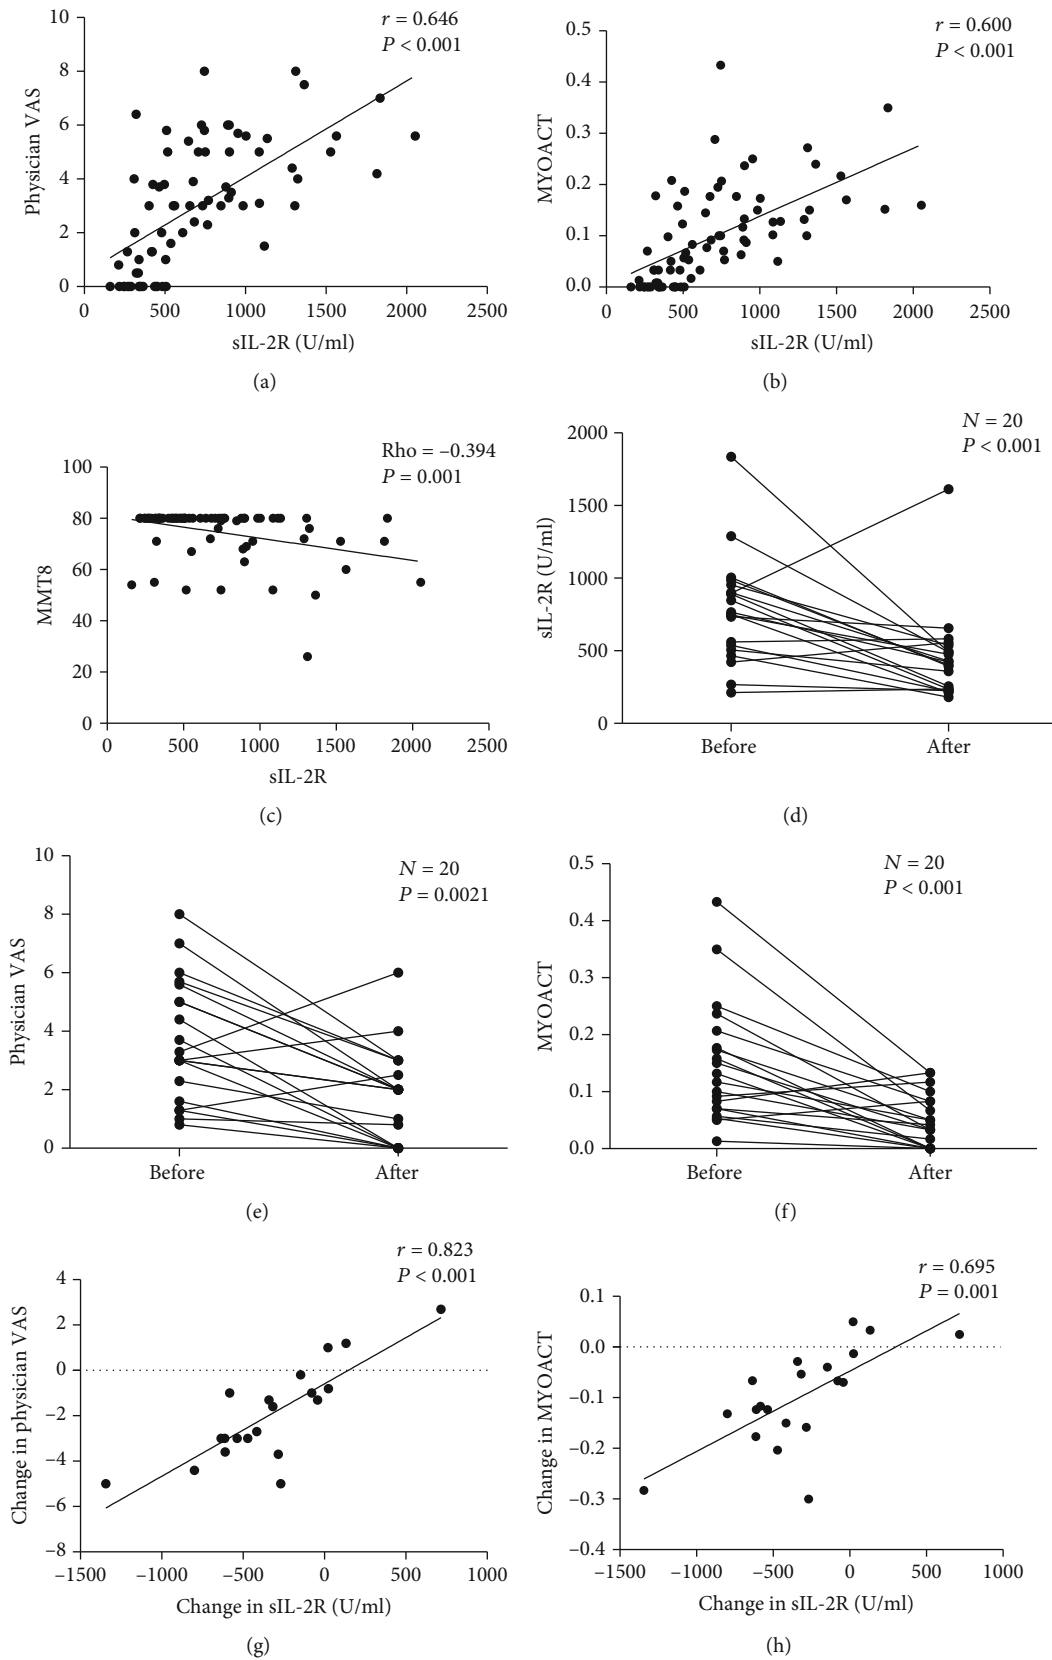 r = 0.646
P < 0.001
Physician VAS
10
8
6
4
2
0
0 500 1000 1500 2000 2500
sIL-2R (U/ml)
(a)
r = 0.600
P < 0.001
MYOACT
0.5
0.4
0.3
0.2
0.1
0.0
0 500 1000 1500 2000 2500
sIL-2R (U/ml)
(b)
Rho = –0.394
P = 0.001
MMT8
100
80
60
40
20
0
0 500 1000 1500 2000 2500
sIL-2R
(c)
N = 20
P < 0.001
sIL-2R (U/ml)
2000
1500
1000
500
0
Before After
(d)
N = 20
P = 0.0021
Physician VAS
10
8
6
4
2
0
Before After
(e)
N = 20
P < 0.001
MYOACT
0.5
0.4
0.3
0.2
0.1
0.0
Before After
(f)
r = 0.823
P < 0.001
Change in physician VAS
4
2
0
–2
–4
–6
–8
–1500 –1000 –500 0 500 1000
Change in sIL-2R (U/ml)
(g)
r = 0.695
P = 0.001
Change in MYOACT
0.1
0.0
–0.1
–0.2
–0.3
–0.4
–1500 –1000 –500 0 500 1000
Change in sIL-2R (U/ml)
(h)